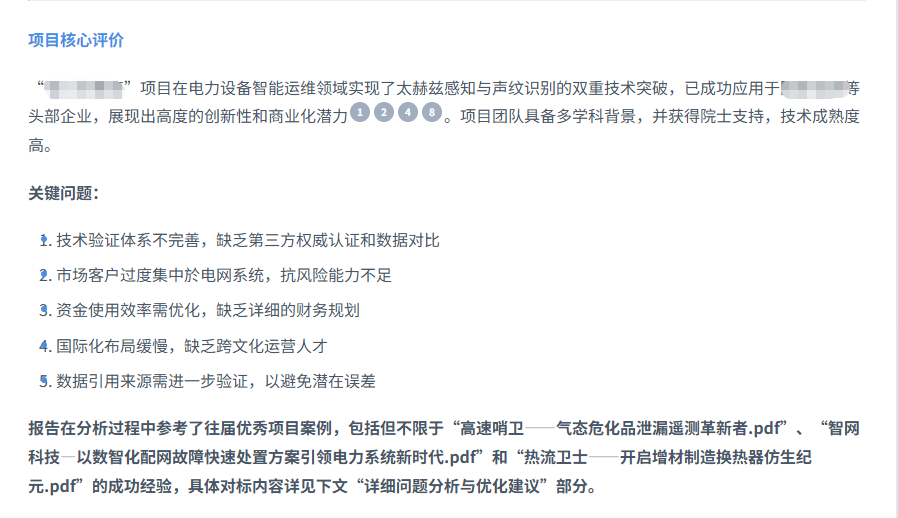 项目核心评价
“ ”项目在电力设备智能运维领域实现了太赫兹感知与声纹识别的双重技术突破，已成功应用于 等
头部企业，展现出高度的创新性和商业化潜力 1 2 4 8 。项目团队具备多学科背景，并获得院士支持，技术成熟度
高。
关键问题：
1. 技术验证体系不完善，缺乏第三方权威认证和数据对比
2. 市场客户过度集中於电网系统，抗风险能力不足
3. 资金使用效率需优化，缺乏详细的财务规划
4. 国际化布局缓慢，缺乏跨文化运营人才
5. 数据引用来源需进一步验证，以避免潜在误差
报告在分析过程中参考了往届优秀项目案例，包括但不限于“高速哨卫——气态危化品泄漏遥测革新者.pdf”、“智网
科技—以数智化配网故障快速处置方案引领电力系统新时代.pdf”和“热流卫士——开启增材制造换热器仿生纪
元.pdf”的成功经验，具体对标内容详见下文“详细问题分析与优化建议”部分。